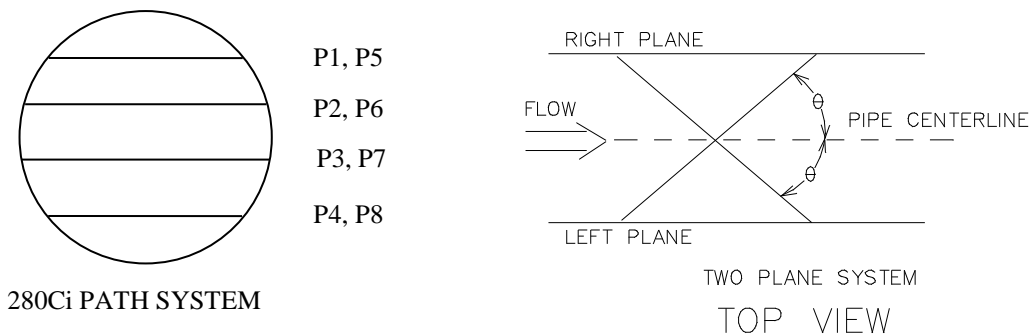 P1, P5
P2, P6
P3, P7
P4, P8
280Ci PATH SYSTEM
RIGHT PLANE
FLOW
θ
PIPE CENTERLINE
θ
LEFT PLANE
TWO PLANE SYSTEM
TOP VIEW